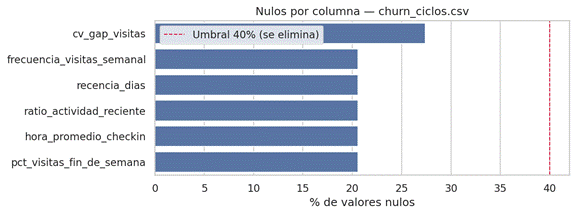 Nulos por columna — churn_ciclos.csv
cv_gap_visitas
Umbral 40% (se elimina)
frecuencia_visitas_semanal
recencia_dias
ratio_actividad_reciente
hora_promedio_checkin
pct_visitas_fin_de_semana
0 5 10 15 20 25 30 35 40
% de valores nulos